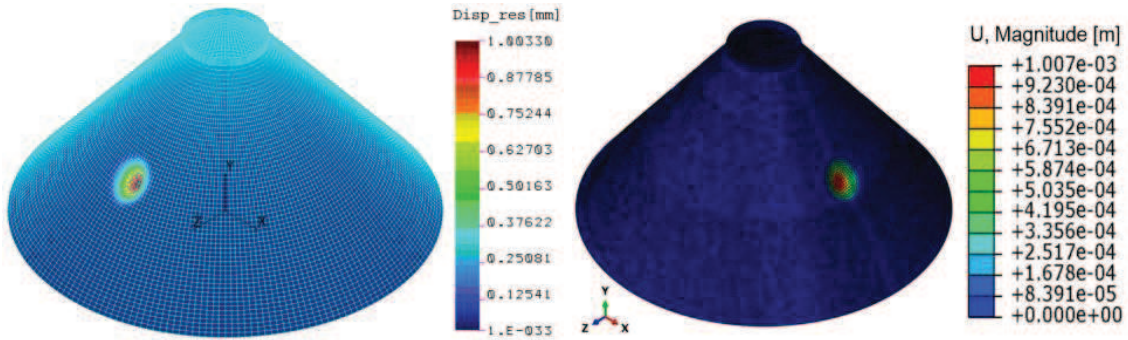 Disp_res [mm]
1.00330
0.87785
0.75244
0.62703
0.50163
0.37622
0.25081
0.12541
1.E-033
Y
Z
X
U, Magnitude [m]
+1.007e-03
+9.230e-04
+8.391e-04
+7.552e-04
+6.713e-04
+5.874e-04
+5.035e-04
+4.195e-04
+3.356e-04
+2.517e-04
+1.678e-04
+8.391e-05
+0.000e+00
Y
Z
X